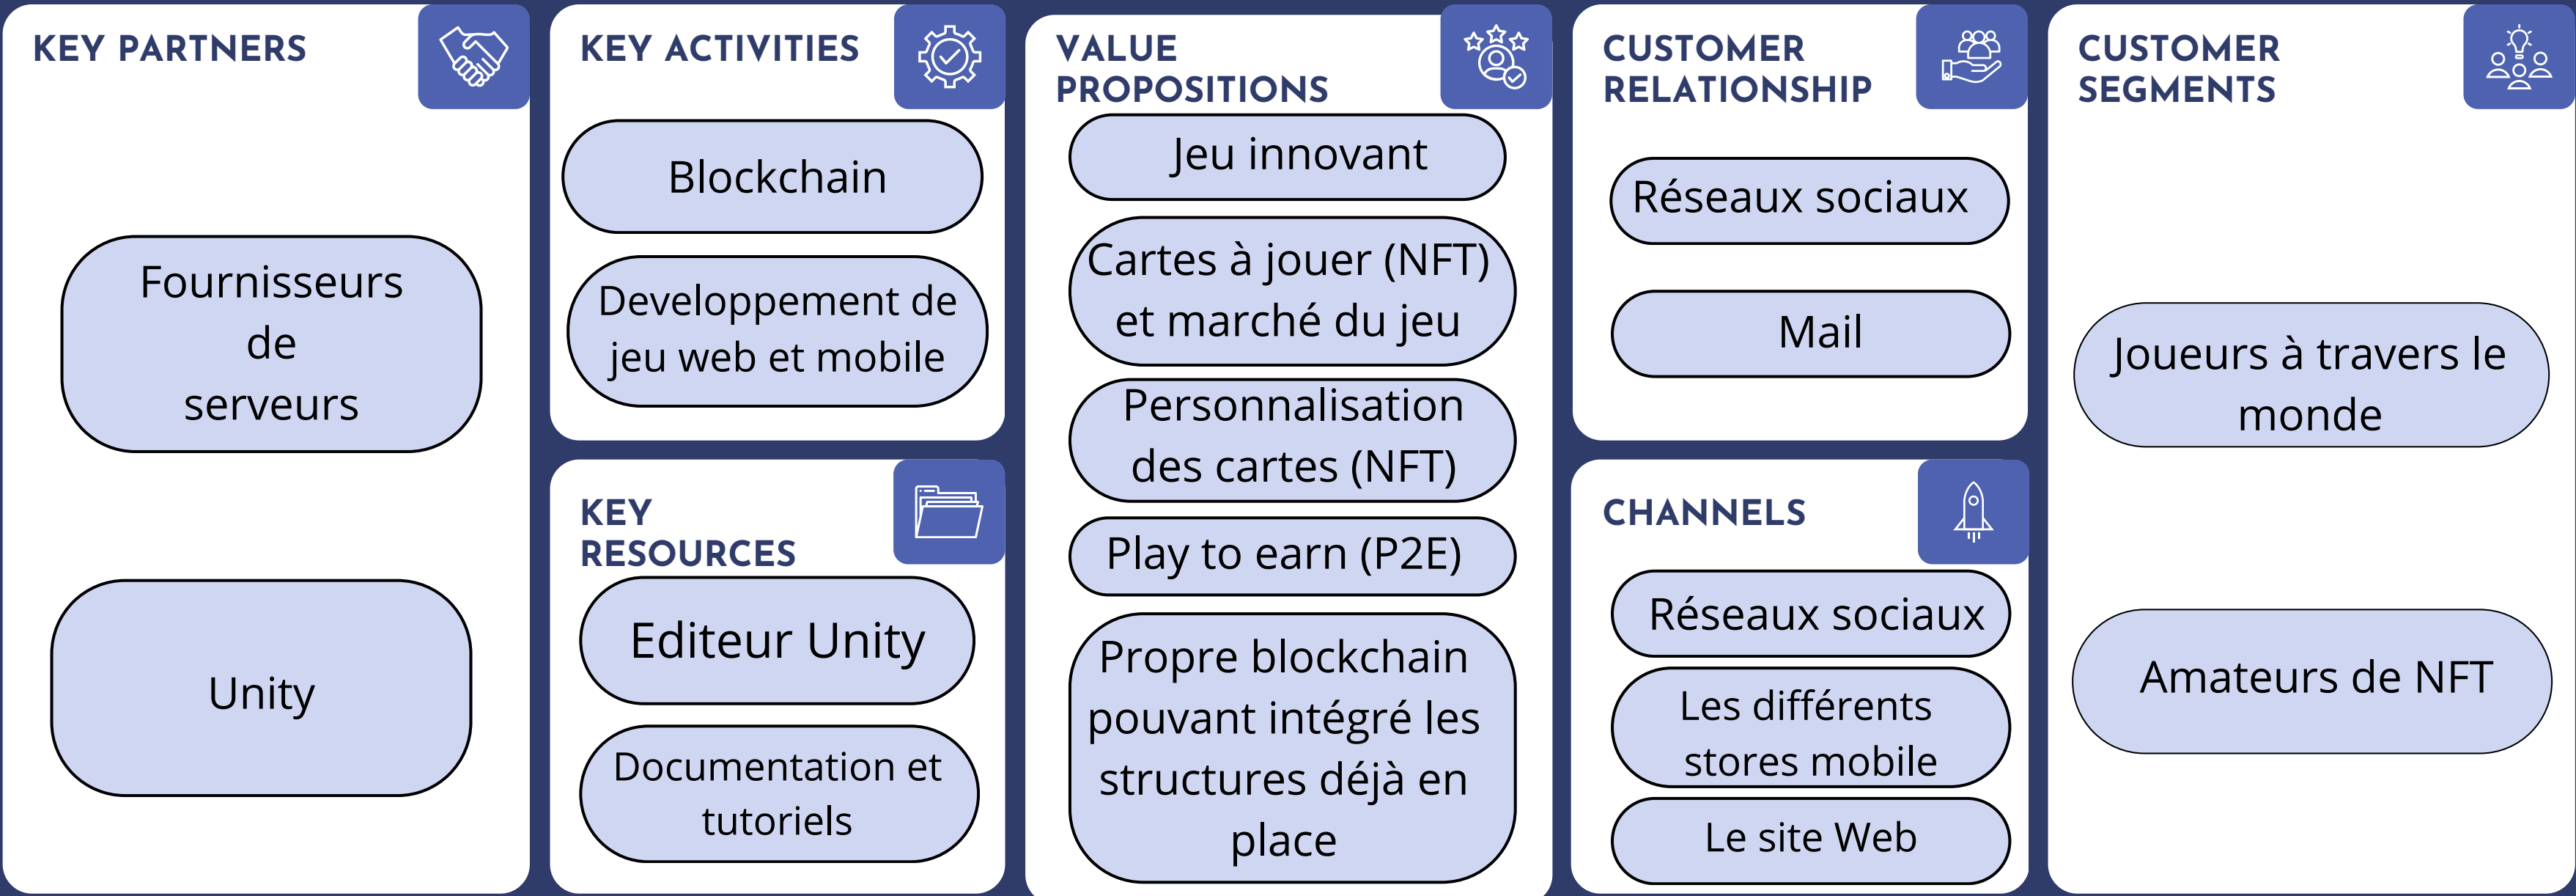 KEY PARTNERS
Fournisseurs
de
serveurs
Unity
KEY ACTIVITIES
Blockchain
Developpement de
jeu web et mobile
KEY
RESOURCES
Editeur Unity
Documentation et
tutoriels
VALUE
PROPOSITIONS
Jeu innovant
Cartes à jouer (NFT)
et marché du jeu
Personnalisation
des cartes (NFT)
Play to earn (P2E)
Propre blockchain
pouvant intégré les
structures déjà en
place
CUSTOMER
RELATIONSHIP
Réseaux sociaux
Mail
CHANNELS
Réseaux sociaux
Les différents
stores mobile
Le site Web
CUSTOMER
SEGMENTS
Joueurs à travers le
monde
Amateurs de NFT